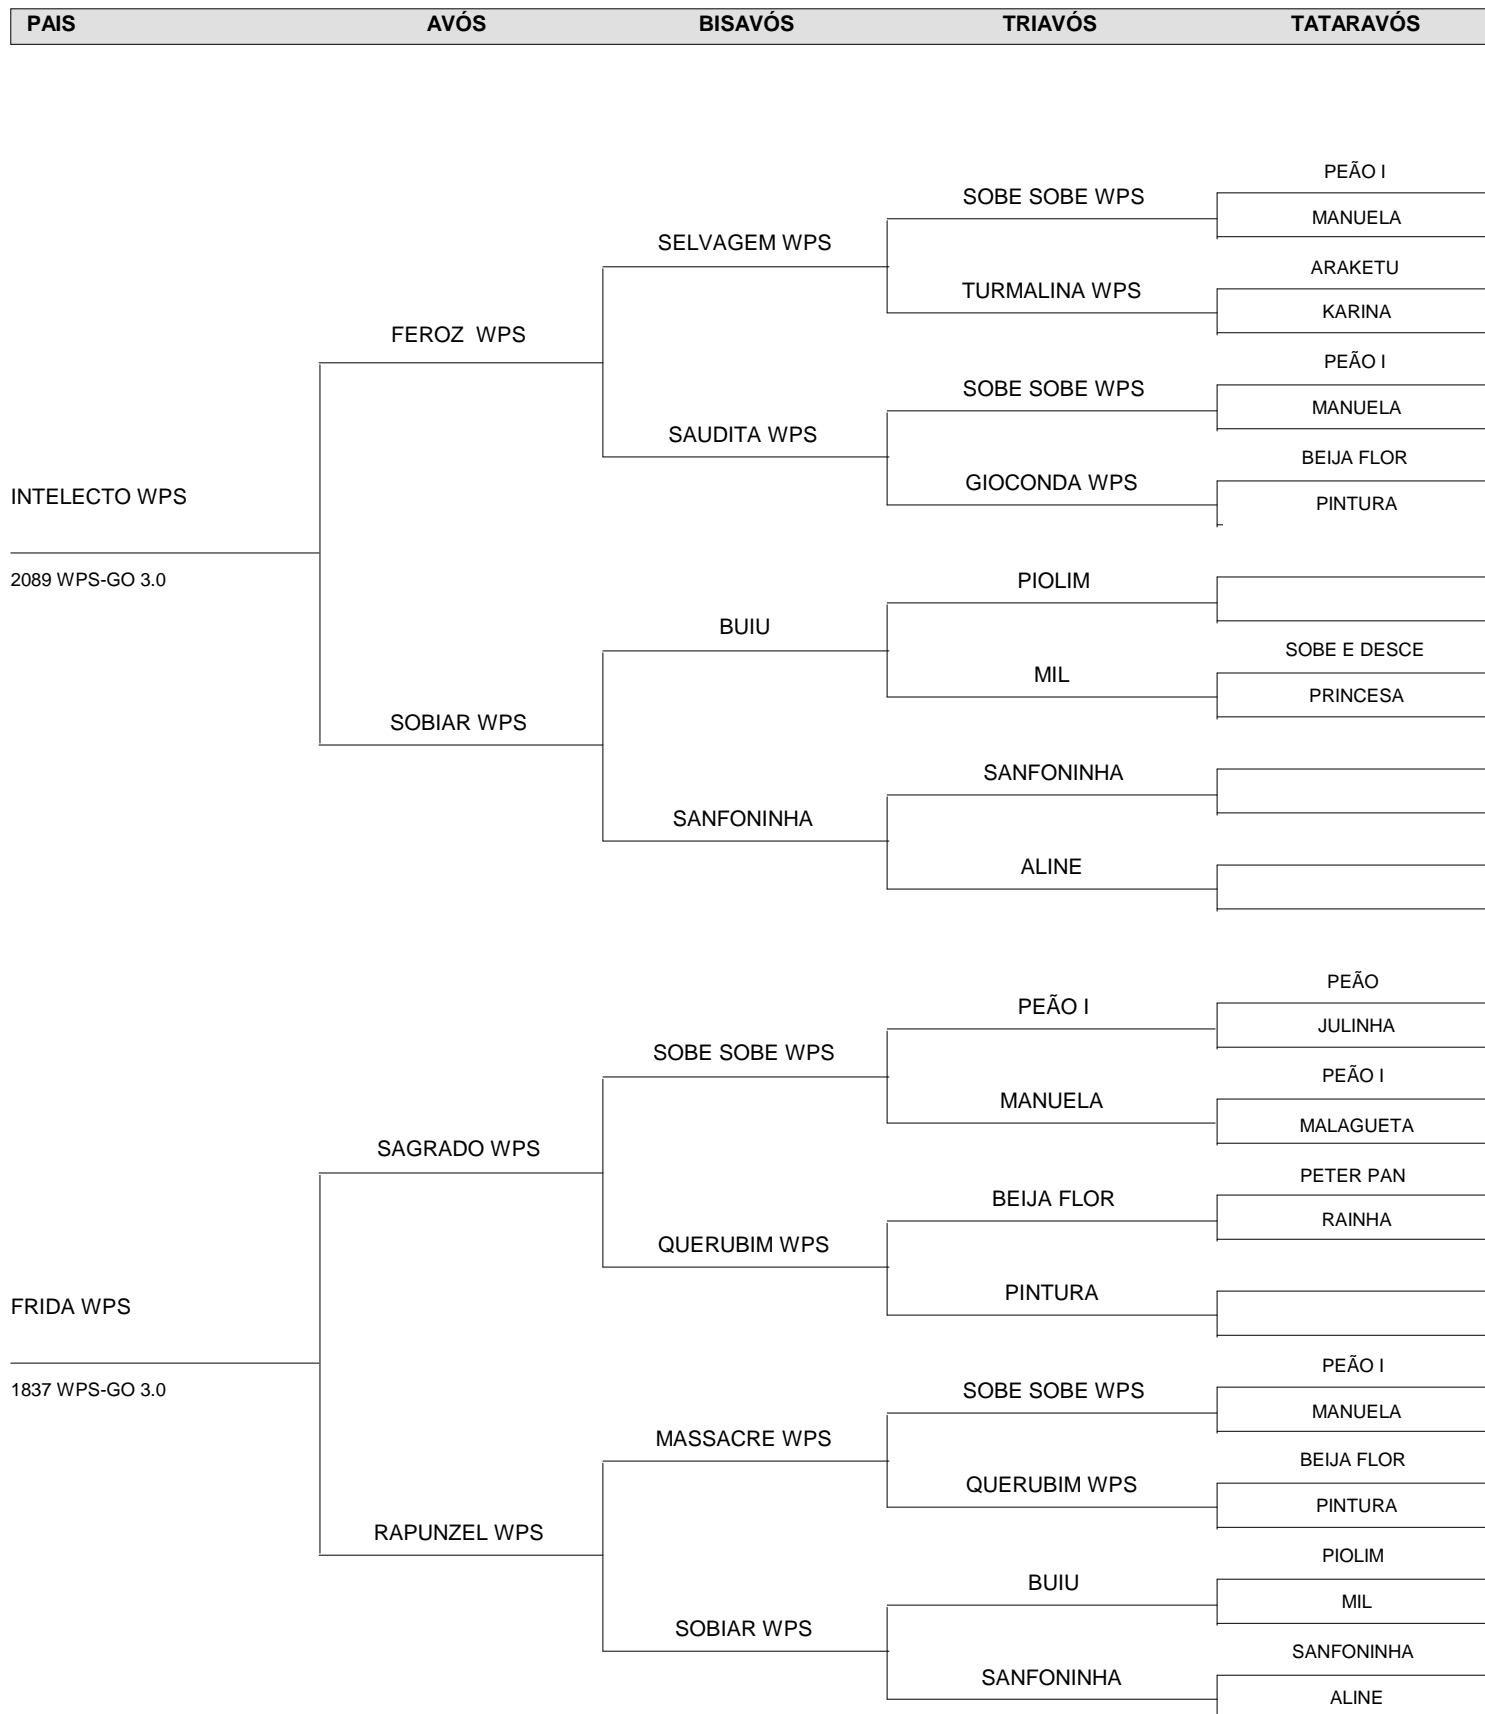 PAIS AVÓS BISAVÓS TRIAVÓS TATARAVÓS
PEÃO I
SOBE SOBE WPS
MANUELA
SELVAGEM WPS
ARAKETU
TURMALINA WPS
KARINA
FEROZ  WPS
PEÃO I
SOBE SOBE WPS
MANUELA
SAUDITA WPS
BEIJA FLOR
GIOCONDA WPS
INTELECTO WPS
PINTURA
2089 WPS-GO 3.0
PIOLIM
BUIU
SOBE E DESCE
MIL
PRINCESA
SOBIAR WPS
SANFONINHA
SANFONINHA
ALINE
PEÃO
PEÃO I
JULINHA
SOBE SOBE WPS
PEÃO I
MANUELA
MALAGUETA
SAGRADO WPS
PETER PAN
BEIJA FLOR
RAINHA
QUERUBIM WPS
PINTURA
FRIDA WPS
PEÃO I
1837 WPS-GO 3.0
SOBE SOBE WPS
MANUELA
MASSACRE WPS
BEIJA FLOR
QUERUBIM WPS
PINTURA
RAPUNZEL WPS
PIOLIM
BUIU
MIL
SOBIAR WPS
SANFONINHA
SANFONINHA
ALINE